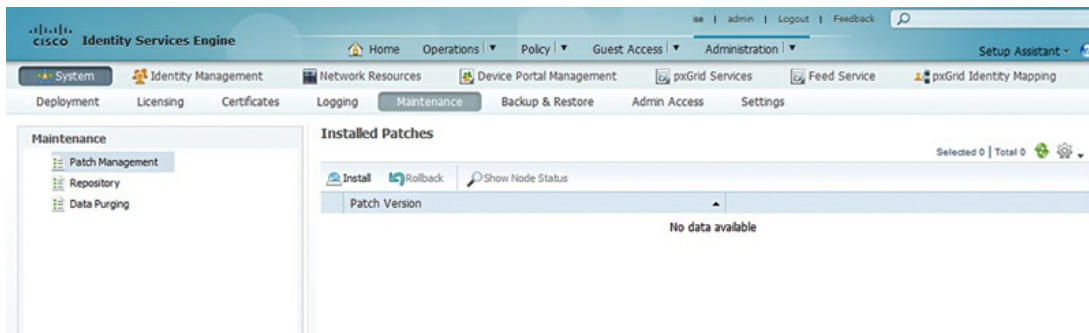 ise | admin | Logout | Feedback
cisco Identity Services Engine
Home Operations | ▼ Policy | ▼ Guest Access | ▼ Administration | ▼ Setup Assistant
System Identity Management Network Resources Device Portal Management pxGrid Services Feed Service pxGrid Identity Mapping
Deployment Licensing Certificates Logging Maintenance Backup & Restore Admin Access Settings
Maintenance
Patch Management
Repository
Data Purging
Installed Patches
Selected 0 | Total 0
Install Rollback Show Node Status
Patch Version
No data available